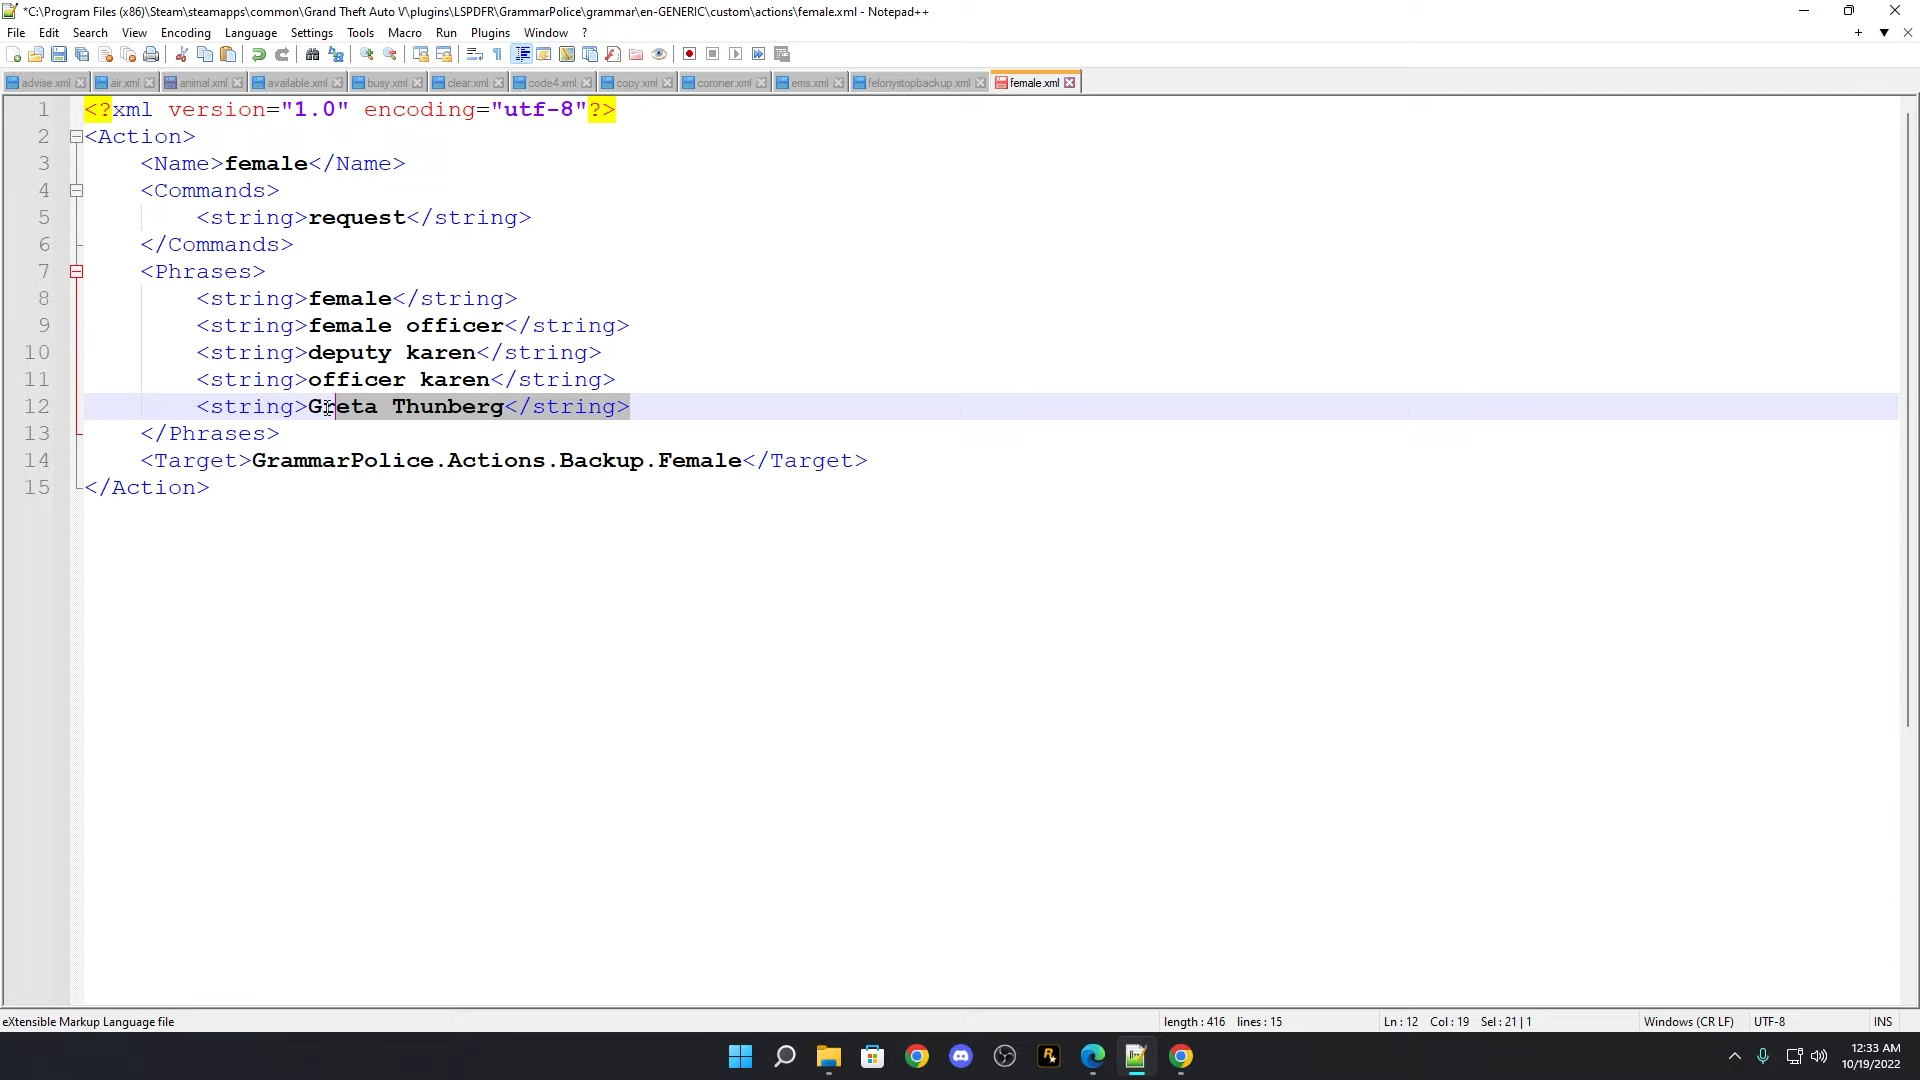 *C:\Program Files (x86)\Steam\steamapps\common\Grand Theft Auto V\plugins\LSPDFR\GrammarPolice\grammar\en-GENERIC\custom\actions\female.xml - Notepad++
File Edit Search View Encoding Language Settings Tools Macro Run Plugins Window ?
advise.xml air.xml animal.xml available.xml busy.xml clear.xml code4.xml copy.xml coroner.xml ems.xml felonystopbackup.xml female.xml
1 <?xml version="1.0" encoding="utf-8"?>
2 <Action>
3 <Name>female</Name>
4 <Commands>
5 <string>request</string>
6 </Commands>
7 <Phrases>
8 <string>female</string>
9 <string>female officer</string>
10 <string>deputy karen</string>
11 <string>officer karen</string>
12 <string>Greta Thunberg</string>
13 </Phrases>
14 <Target>GrammarPolice.Actions.Backup.Female</Target>
15 </Action>
eXtensible Markup Language file length : 416 lines : 15 Ln : 12 Col : 19 Sel : 21 | 1 Windows (CR LF) UTF-8 INS
12:33 AM
10/19/2022